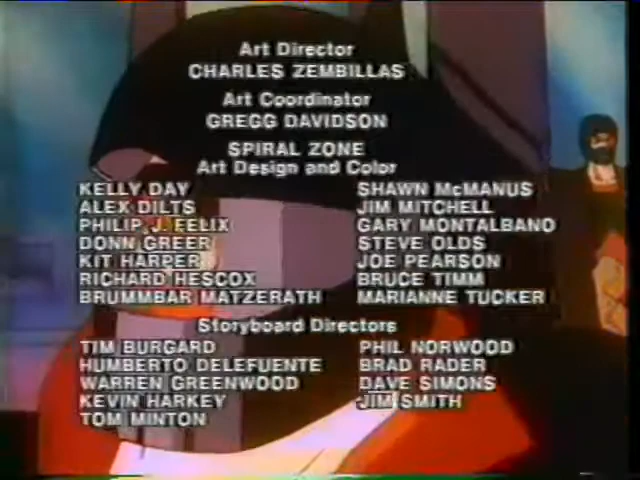 Art Director
CHARLES ZEMBILLAS
Art Coordinator
GREGG DAVIDSON
SPIRAL ZONE
Art Design and Color
KELLY DAY
ALEX DILTS
PHILIP J. FELIX
DONN GREER
KIT HARPER
RICHARD HESCOX
BRUMMBAR MATZERATH
SHAWN McMANUS
JIM MITCHELL
GARY MONTALBANO
STEVE OLDS
JOE PEARSON
BRUCE TIMM
MARIANNE TUCKER
Storyboard Directors
TIM BURGARD
HUMBERTO DELEFUENTE
WARREN GREENWOOD
KEVIN HARKEY
TOM MINTON
PHIL NORWOOD
BRAD RADER
DAVE SIMONS
JIM SMITH